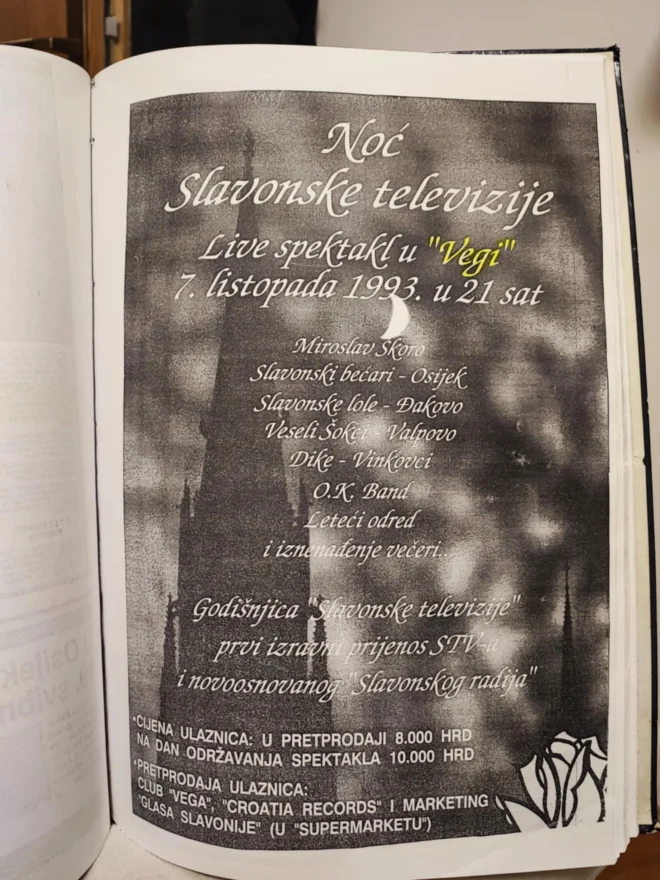 Noć
Slavonske televizije
Live spektakl u "Vegi"
7. listopada 1993. u 21 sat
Miroslav Škoro
Slavonski bećari - Osijek
Slavonske lole - Đakovo
Veseli Šokci - Valpovo
Dike - Vinkovci
O.K. Band
Leteći odred
i iznenađenje večeri...
Godišnjica "Slavonske televizije"
prvi izravni prijenos STV-a
i novoosnovanog "Slavonskog radija"
•CIJENA ULAZNICA: U PRETPRODAJI 8.000 HRD
NA DAN ODRŽAVANJA SPEKTAKLA 10.000 HRD
•PRETPRODAJA ULAZNICA:
CLUB "VEGA", "CROATIA RECORDS" I MARKETING
"GLASA SLAVONIJE" (U "SUPERMARKETU")